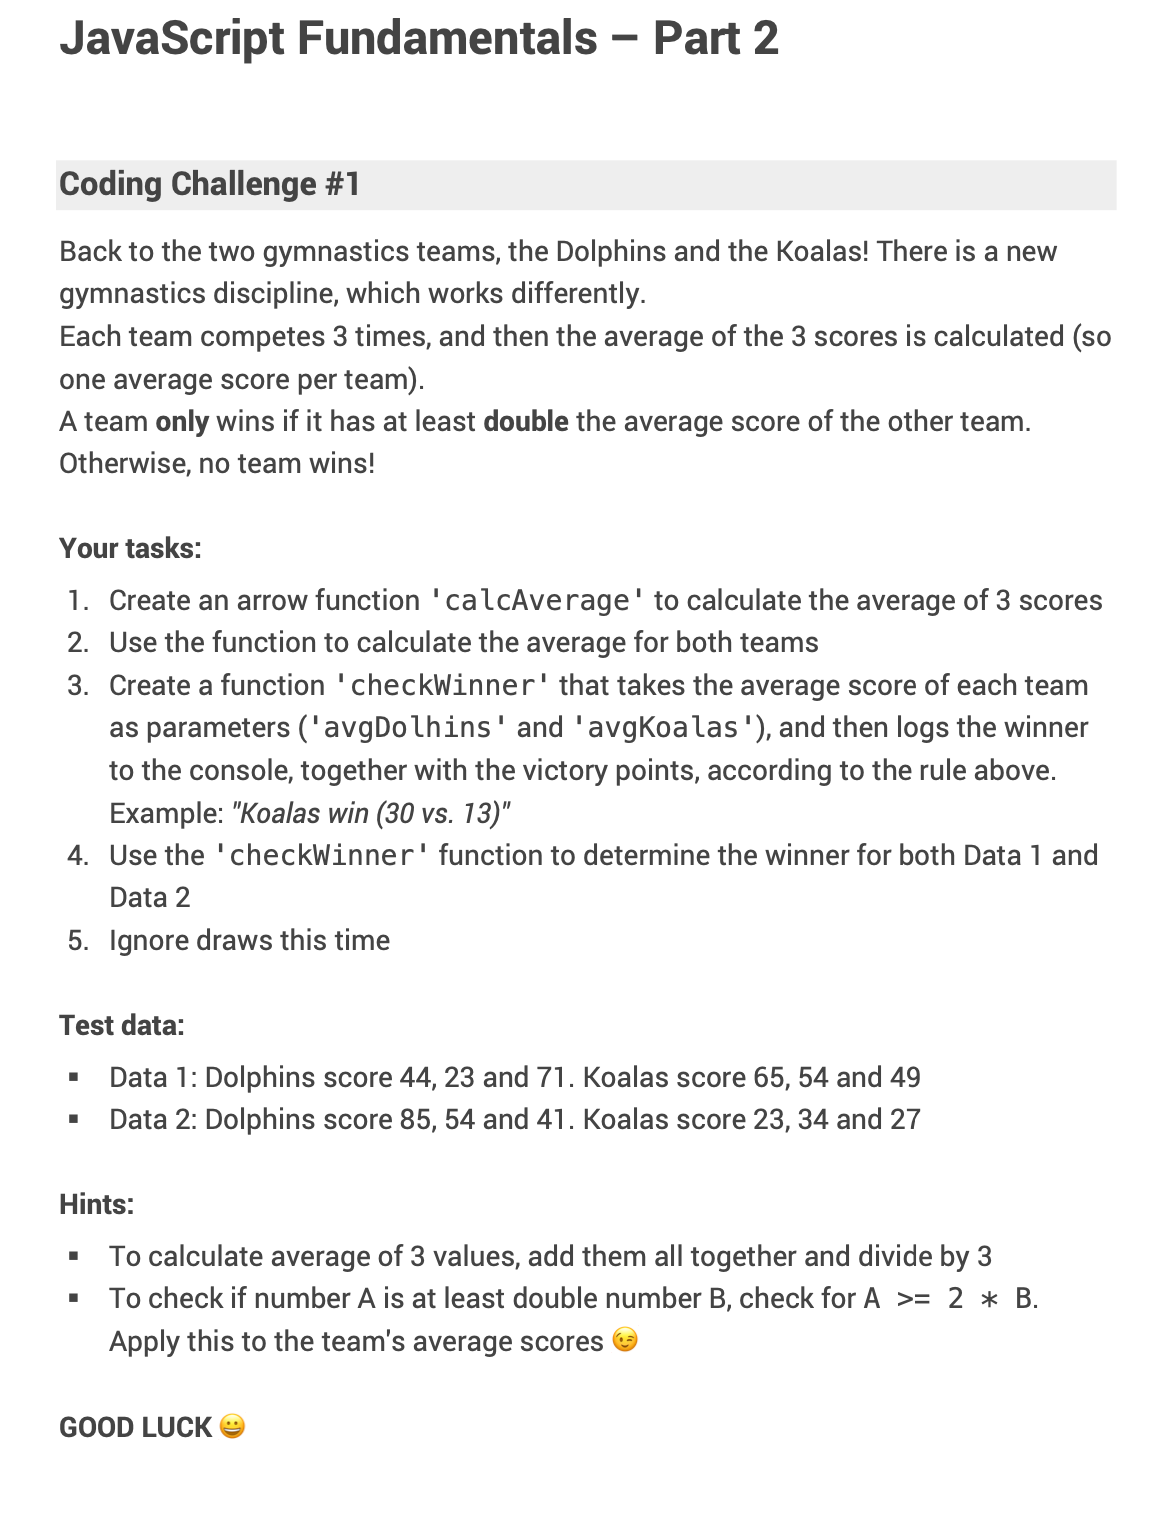 JavaScript Fundamentals – Part 2
Coding Challenge #1
Back to the two gymnastics teams, the Dolphins and the Koalas! There is a new
gymnastics discipline, which works differently.
Each team competes 3 times, and then the average of the 3 scores is calculated (so
one average score per team).
A team only wins if it has at least double the average score of the other team.
Otherwise, no team wins!
Your tasks:
1. Create an arrow function 'calcAverage' to calculate the average of 3 scores
2. Use the function to calculate the average for both teams
3. Create a function 'checkWinner' that takes the average score of each team
as parameters ('avgDolhins' and 'avgKoalas'), and then logs the winner
to the console, together with the victory points, according to the rule above.
Example: "Koalas win (30 vs. 13)"
4. Use the 'checkWinner' function to determine the winner for both Data 1 and
Data 2
5. Ignore draws this time
Test data:
▪ Data 1: Dolphins score 44, 23 and 71. Koalas score 65, 54 and 49
▪ Data 2: Dolphins score 85, 54 and 41. Koalas score 23, 34 and 27
Hints:
▪ To calculate average of 3 values, add them all together and divide by 3
▪ To check if number A is at least double number B, check for A >= 2 * B.
Apply this to the team's average scores 😉
GOOD LUCK 😀